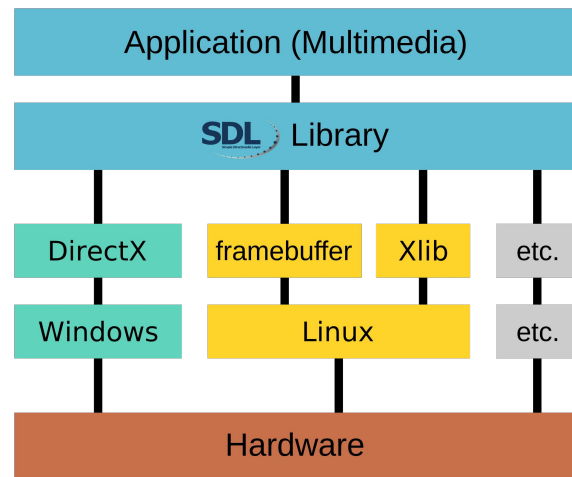 Application (Multimedia)
SDL Library
DirectX framebuffer Xlib etc.
Windows Linux etc.
Hardware